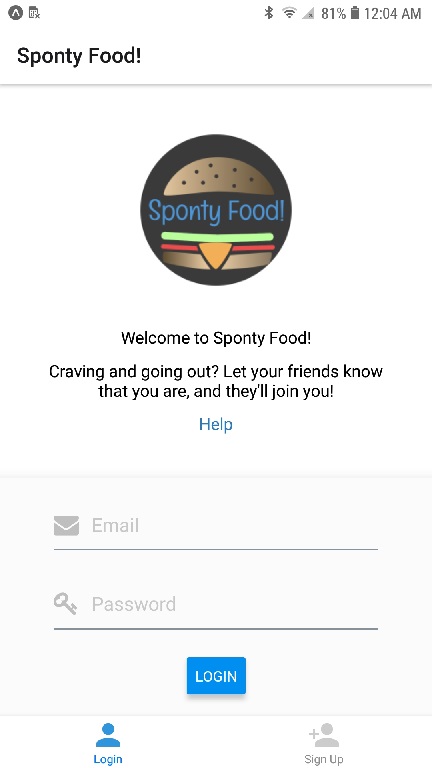 81% 12:04 AM
Sponty Food!
Sponty Food!
Welcome to Sponty Food!
Craving and going out? Let your friends know
that you are, and they'll join you!
Help
Email
Password
LOGIN
Login
Sign Up